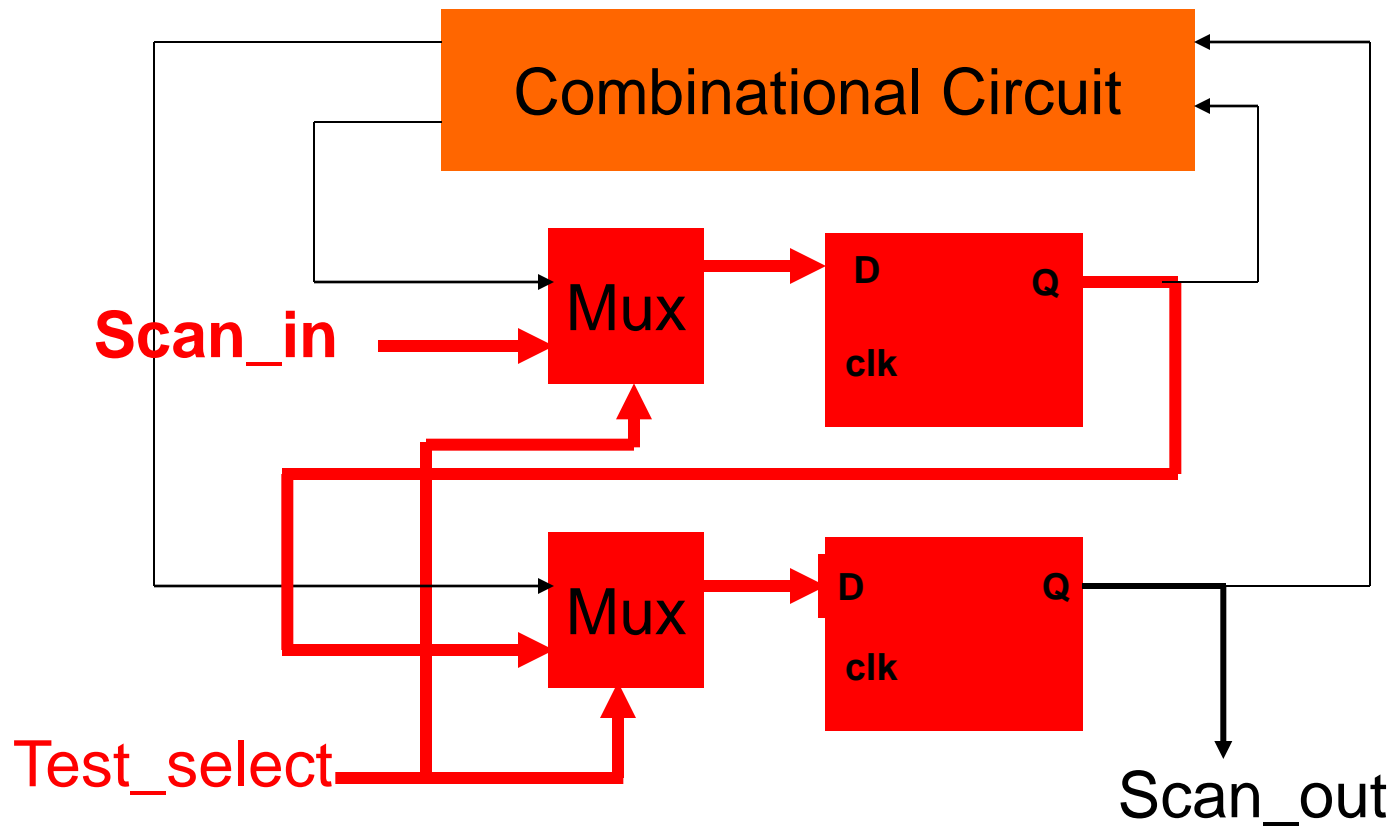 Combinational Circuit
Mux
D
Q
Scan_in
clk
Mux
D
Q
clk
Test_select
Scan_out